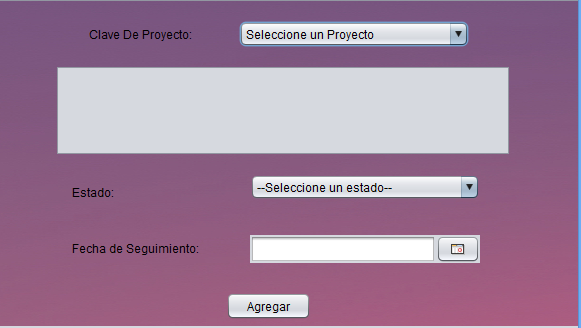 Clave De Proyecto: Seleccione un Proyecto
Estado: --Seleccione un estado--
Fecha de Seguimiento:
Agregar